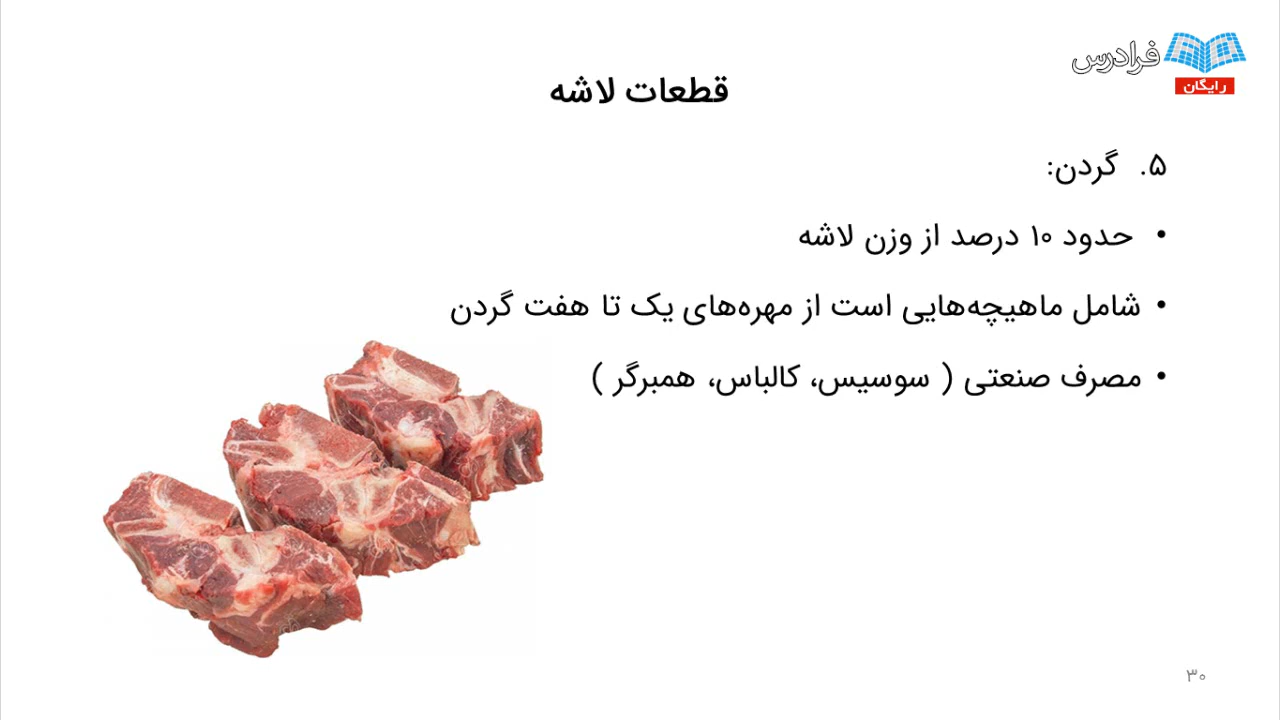 فرادرس
رایگان
قطعات لاشه
۵. گردن:
• حدود ۱۰ درصد از وزن لاشه
• شامل ماهیچه‌هایی است از مهره‌های یک تا هفت گردن
• مصرف صنعتی ( سوسیس، کالباس، همبرگر )
۳۰